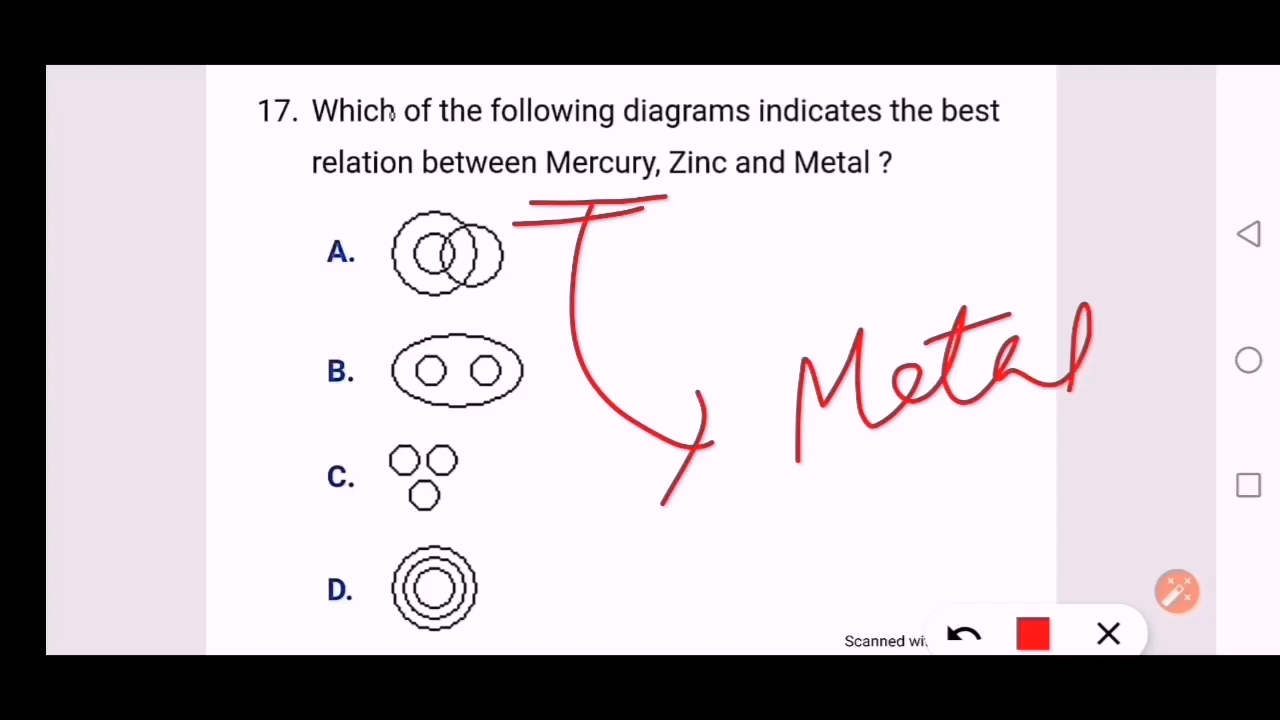 17. Which of the following diagrams indicates the best
relation between Mercury, Zinc and Metal ?
A.
B.
Metal
C.
D.
Scanned wi